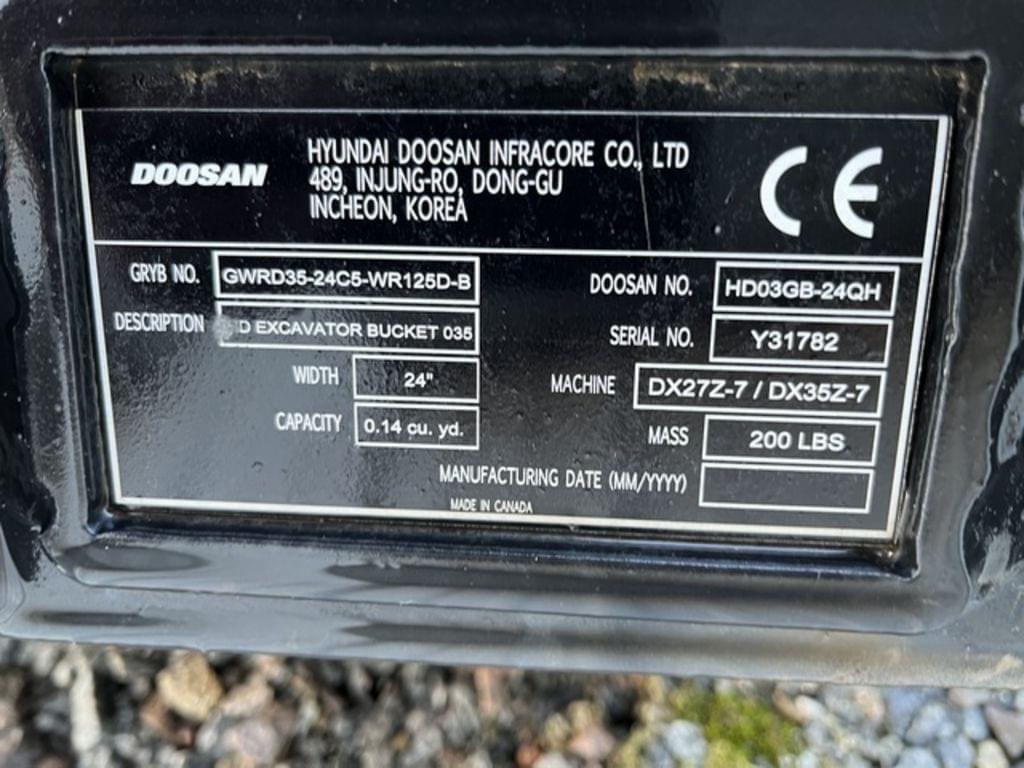 DOOSAN
HYUNDAI DOOSAN INFRACORE CO., LTD
489, INJUNG-RO, DONG-GU
INCHEON, KOREA
CE
GRYB NO. GWRD35-24C5-WR125D-B
DESCRIPTION EXCAVATOR BUCKET 035
WIDTH 24"
CAPACITY 0.14 cu. yd.
DOOSAN NO. HD03GB-24QH
SERIAL NO. Y31782
MACHINE DX27Z-7 / DX35Z-7
MASS 200 LBS
MANUFACTURING DATE (MM/YYYY)
MADE IN CANADA